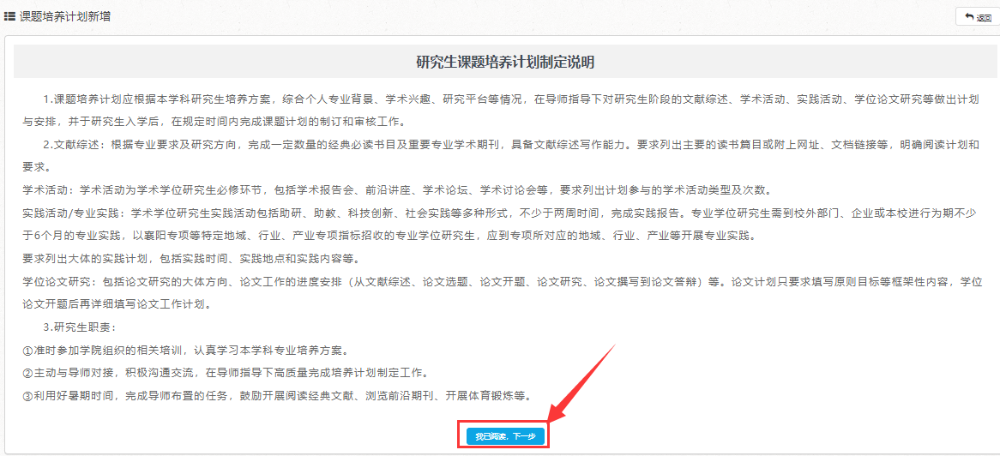 课题培养计划新增
返回
研究生课题培养计划制定说明
1.课题培养计划应根据本学科研究生培养方案，综合个人专业背景、学术兴趣、研究平台等情况，在导师指导下对研究生阶段的文献综述、学术活动、实践活动、学位论文研究等做出计划
与安排，并于研究生入学后，在规定时间内完成课题计划的制订和审核工作。
2.文献综述：根据专业要求及研究方向，完成一定数量的经典必读书目及重要专业学术期刊，具备文献综述写作能力。要求列出主要的读书篇目或附上网址、文档链接等，明确阅读计划和
要求。
学术活动：学术活动为学术学位研究生必修环节，包括学术报告会、前沿讲座、学术论坛、学术讨论会等，要求列出计划参与的学术活动类型及次数。
实践活动/专业实践：学术学位研究生实践活动包括助研、助教、科技创新、社会实践等多种形式，不少于两周时间，完成实践报告。专业学位研究生需到校外部门、企业或本校进行为期不少
于6个月的专业实践，以襄阳专项等特定地域、行业、产业专项指标招收的专业学位研究生，应到专项所对应的地域、行业、产业等开展专业实践。
要求列出大体的实践计划，包括实践时间、实践地点和实践内容等。
学位论文研究：包括论文研究的大体方向、论文工作的进度安排（从文献综述、论文选题、论文开题、论文研究、论文撰写到论文答辩）等。论文计划只要求填写原则目标等框架性内容，学位
论文开题后再详细填写论文工作计划。
3.研究生职责：
①准时参加学院组织的相关培训，认真学习本学科专业培养方案。
②主动与导师对接，积极沟通交流，在导师指导下高质量完成培养计划制定工作。
③利用好暑期时间，完成导师布置的任务，鼓励开展阅读经典文献、浏览前沿期刊、开展体育锻炼等。
我已阅读，下一步